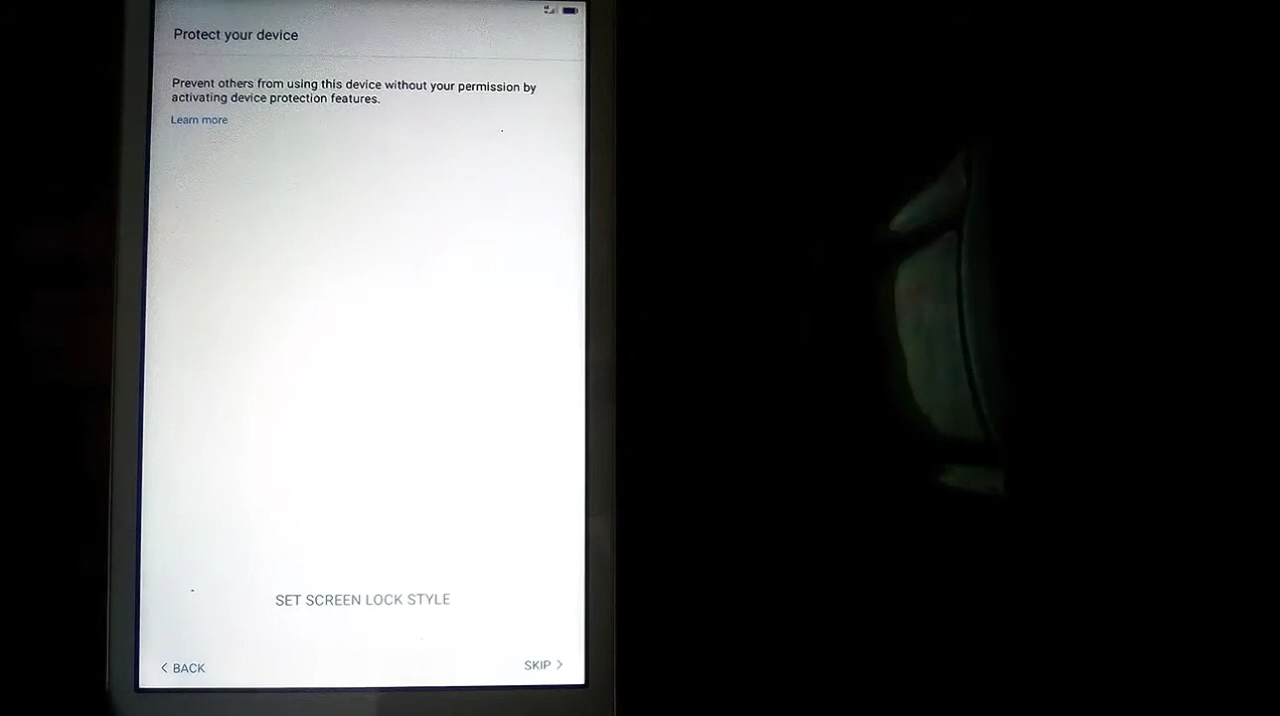 Protect your device
Prevent others from using this device without your permission by
activating device protection features.
Learn more
SET SCREEN LOCK STYLE
< BACK
SKIP >